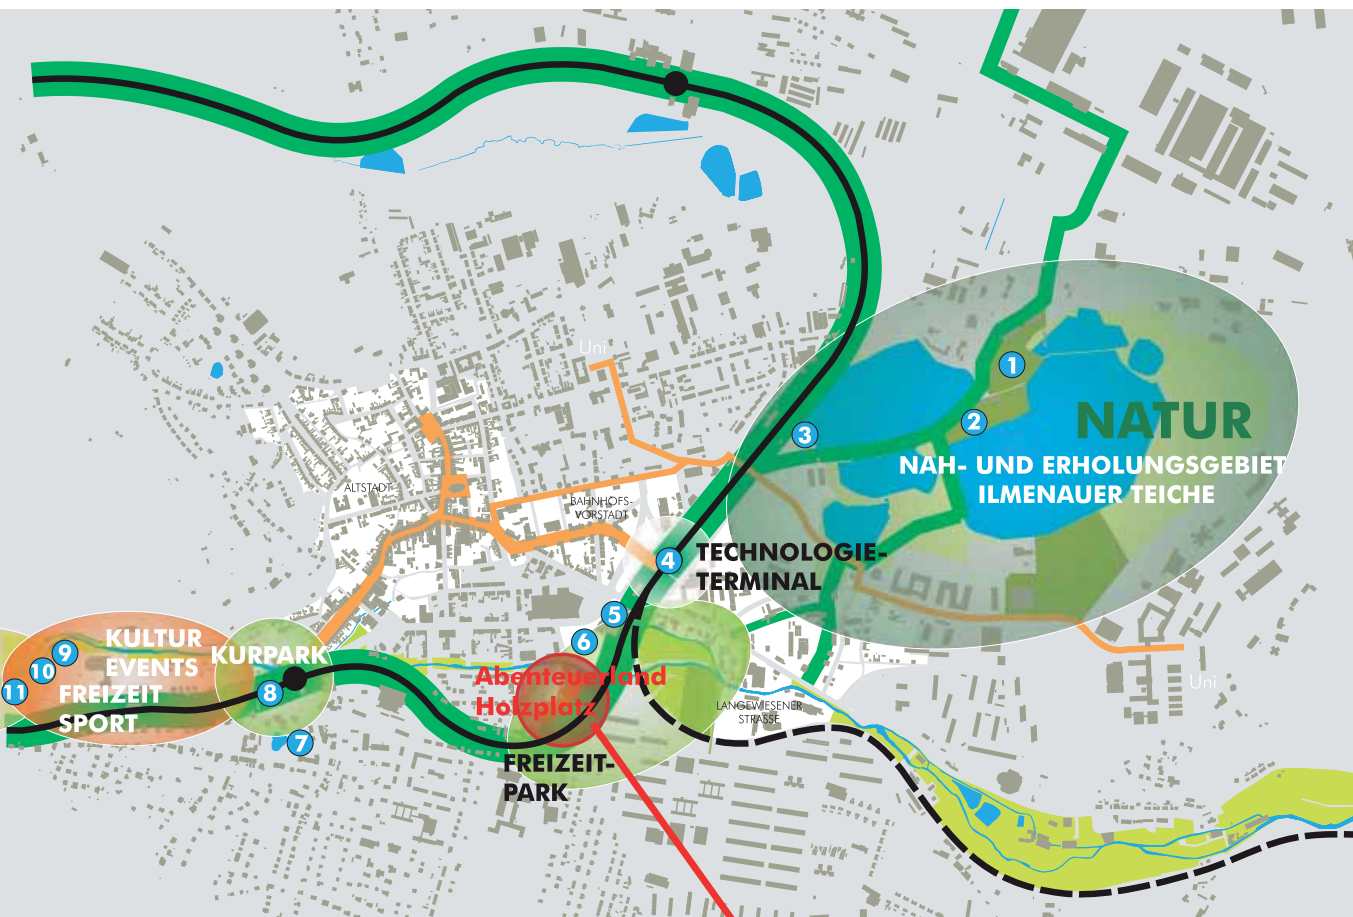 Uni
1
2
3
NATUR
NAH- UND ERHOLUNGSGEBIET
ILMENAUER TEICHE
ALTSTADT
BAHNHOFS-
VORSTADT
4
TECHNOLOGIE-
TERMINAL
5
6
KULTUR
EVENTS
FREIZEIT
SPORT
9
10
11
KURPARK
8
7
Abenteuerland
Holzplatz
LANGEWIESENER
STRASSE
Uni
FREIZEIT-
PARK